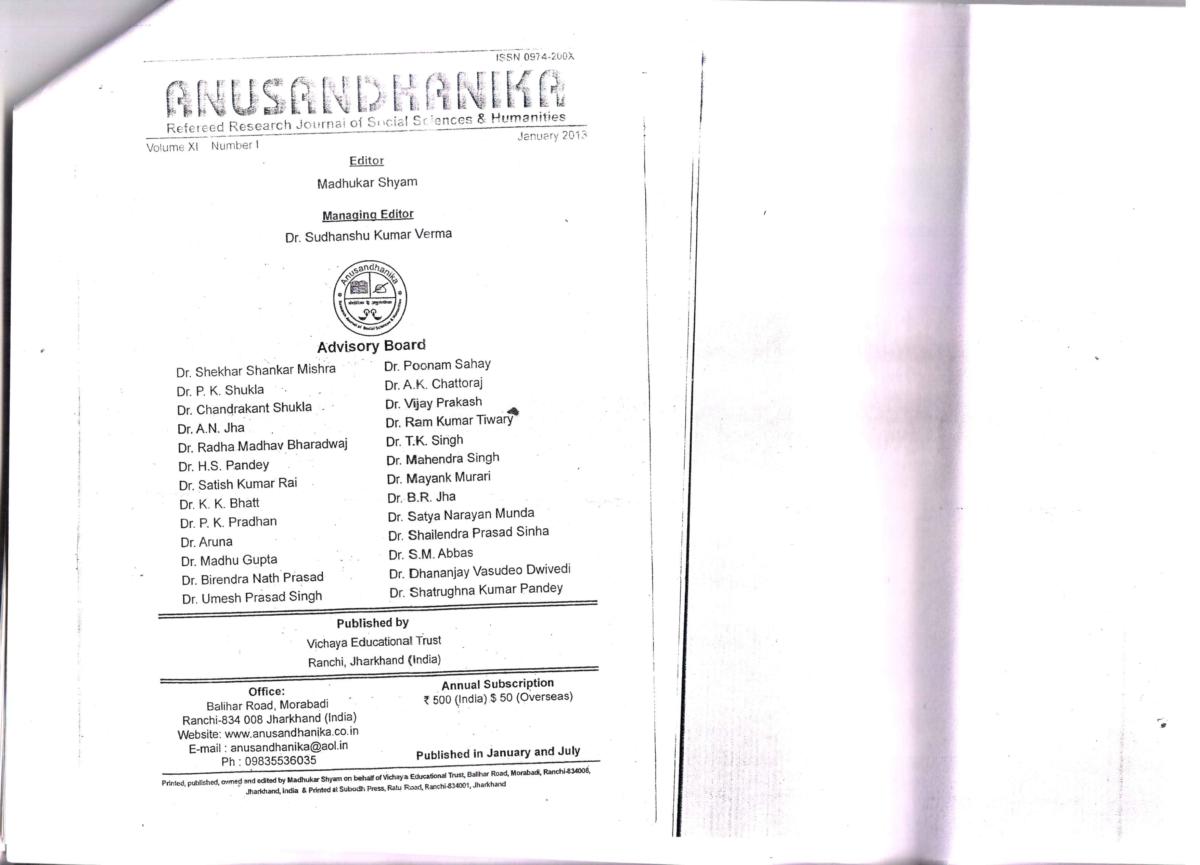 ISSN 0974-200X
ANUSANDHANIKA
Refereed Research Journal of Social Sciences & Humanities
Volume XI Number I
January 2013
Editor
Madhukar Shyam
Managing Editor
Dr. Sudhanshu Kumar Verma
Anusandhanika
Advisory Board
Dr. Shekhar Shankar Mishra
Dr. P. K. Shukla
Dr. Chandrakant Shukla
Dr. A.N. Jha
Dr. Radha Madhav Bharadwaj
Dr. H.S. Pandey
Dr. Satish Kumar Rai
Dr. K. K. Bhatt
Dr. P. K. Pradhan
Dr. Aruna
Dr. Madhu Gupta
Dr. Birendra Nath Prasad
Dr. Umesh Prasad Singh
Dr. Poonam Sahay
Dr. A.K. Chattoraj
Dr. Vijay Prakash
Dr. Ram Kumar Tiwary
Dr. T.K. Singh
Dr. Mahendra Singh
Dr. Mayank Murari
Dr. B.R. Jha
Dr. Satya Narayan Munda
Dr. Shailendra Prasad Sinha
Dr. S.M. Abbas
Dr. Dhananjay Vasudeo Dwivedi
Dr. Shatrughna Kumar Pandey
Published by
Vichaya Educational Trust
Ranchi, Jharkhand (India)
Office:
Balihar Road, Morabadi
Ranchi-834 008 Jharkhand (India)
Website: www.anusandhanika.co.in
E-mail : anusandhanika@aol.in
Ph : 09835536035
Annual Subscription
₹ 500 (India) $ 50 (Overseas)
Published in January and July
Printed, published, owned and edited by Madhukar Shyam on behalf of Vichaya Educational Trust, Balihar Road, Morabadi, Ranchi-834008,
Jharkhand, India & Printed at Subodh Press, Ratu Road, Ranchi-834001, Jharkhand